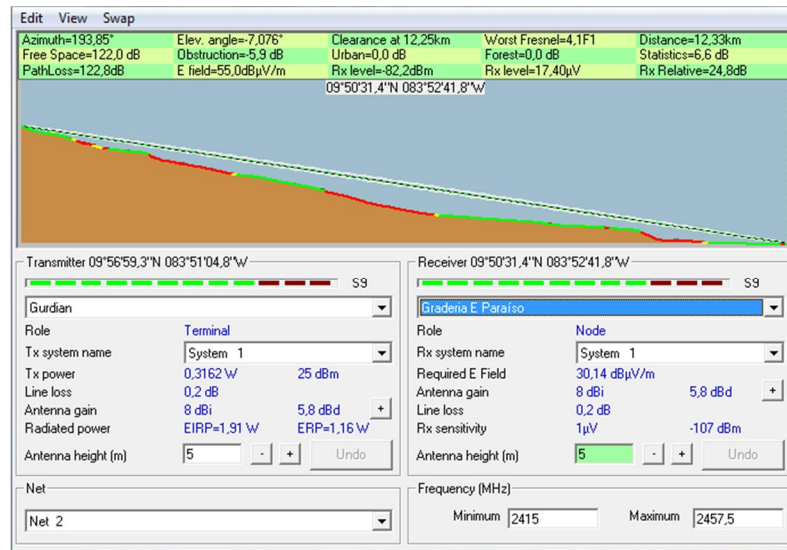 Edit View Swap
Azimuth=193,85° Elev. angle=-7,076° Clearance at 12,25km Worst Fresnel=4,1F1 Distance=12,33km
Free Space=122,0 dB Obstruction=-5,9 dB Urban=0,0 dB Forest=0,0 dB Statistics=6,6 dB
PathLoss=122,8dB E field=55,0dBµV/m Rx level=-82,2dBm Rx level=17,40µV Rx Relative=24,8dB
09°50'31,4"N 083°52'41,8"W
Transmitter 09°56'59,3"N 083°51'04,8"W
S9
Gurdian
Role Terminal
Tx system name System 1
Tx power 0,3162 W 25 dBm
Line loss 0,2 dB
Antenna gain 8 dBi 5,8 dBd +
Radiated power EIRP=1,91 W ERP=1,16 W
Antenna height (m) 5 - + Undo
Net
Net 2
Receiver 09°50'31,4"N 083°52'41,8"W
S9
Graderia E Paraíso
Role Node
Rx system name System 1
Required E Field 30,14 dBµV/m
Antenna gain 8 dBi 5,8 dBd +
Line loss 0,2 dB
Rx sensitivity 1µV -107 dBm
Antenna height (m) 5 - + Undo
Frequency (MHz)
Minimum 2415 Maximum 2457,5